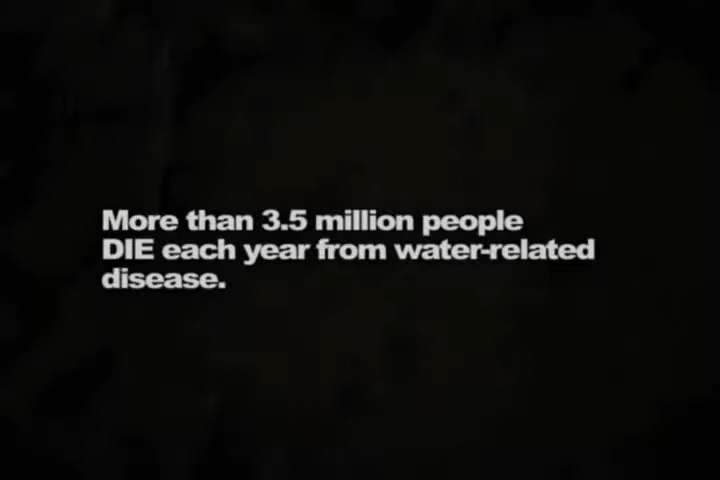 More than 3.5 million people
DIE each year from water-related
disease.